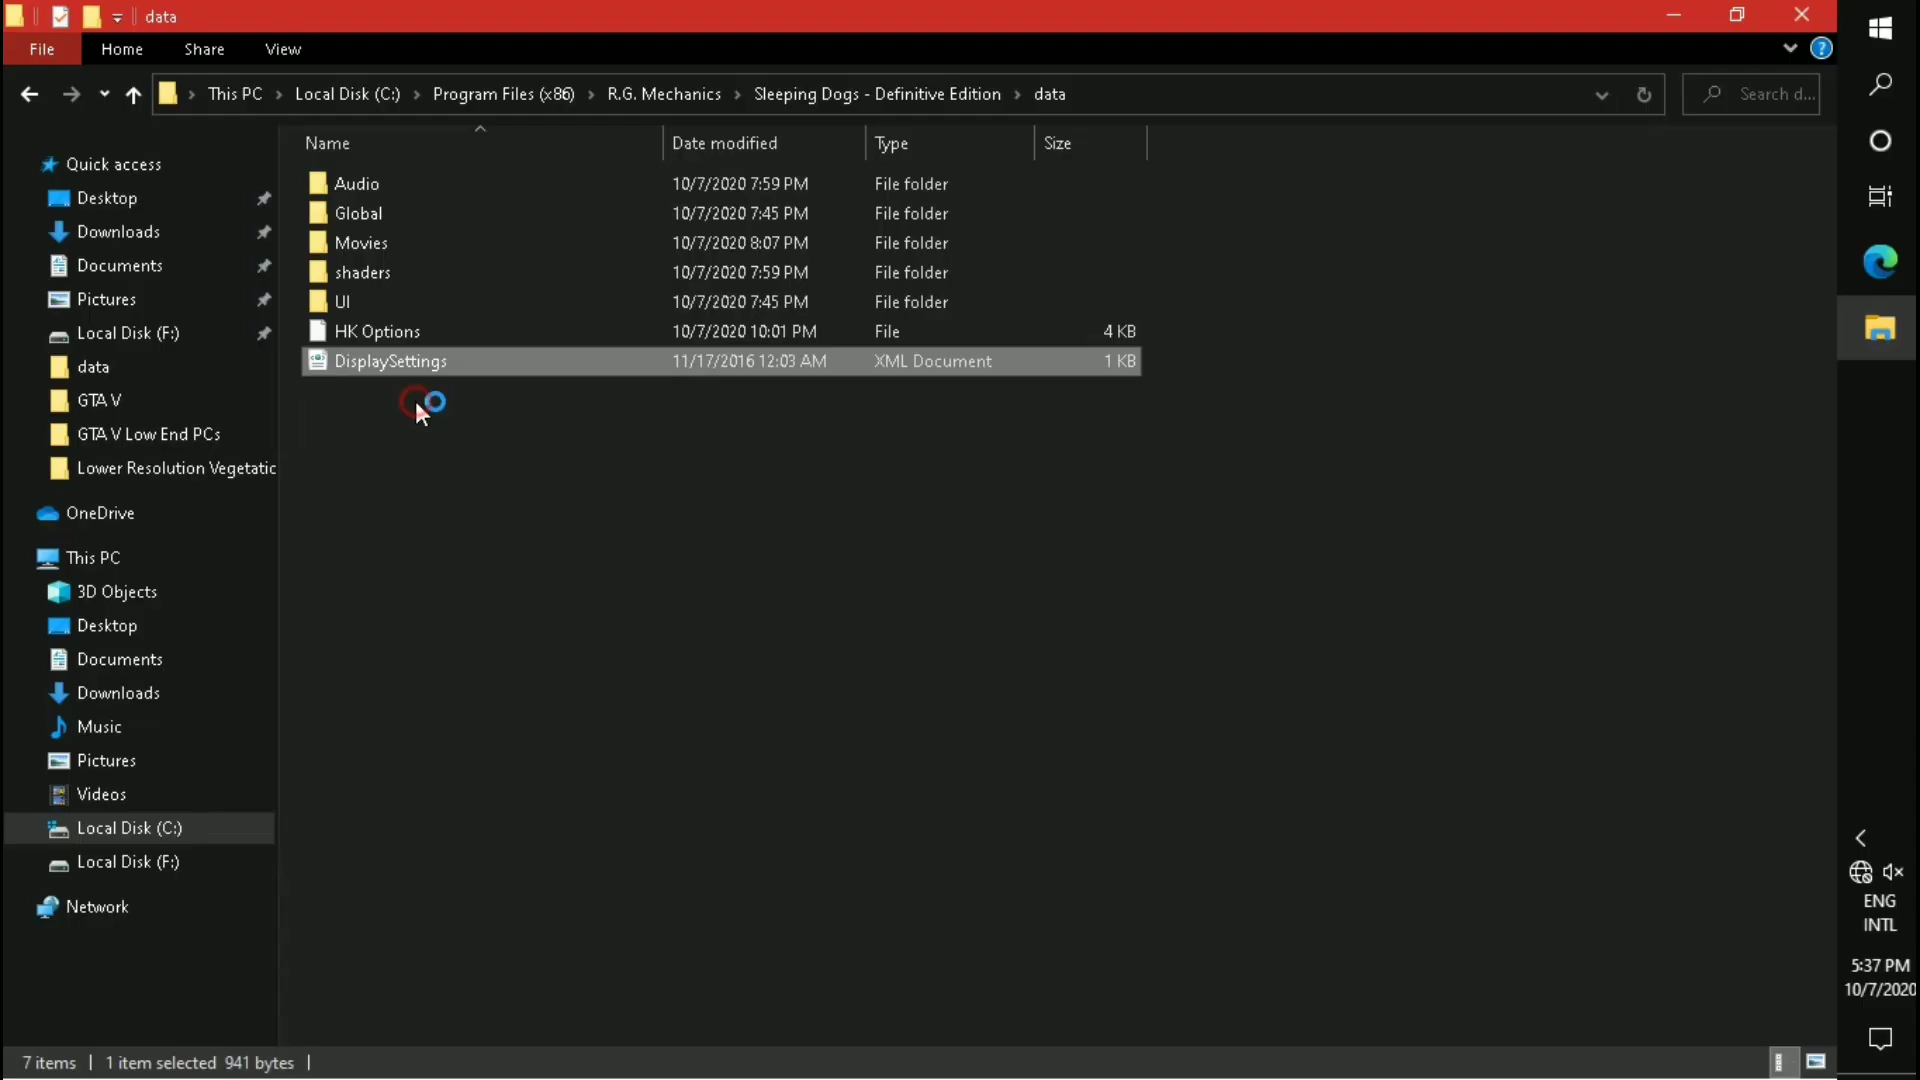 data
File Home Share View
This PC Local Disk (C:) Program Files (x86) R.G. Mechanics Sleeping Dogs - Definitive Edition data
Search d...
Name Date modified Type Size
Audio 10/7/2020 7:59 PM File folder
Global 10/7/2020 7:45 PM File folder
Movies 10/7/2020 8:07 PM File folder
shaders 10/7/2020 7:59 PM File folder
UI 10/7/2020 7:45 PM File folder
HK Options 10/7/2020 10:01 PM File 4 KB
DisplaySettings 11/17/2016 12:03 AM XML Document 1 KB
Quick access
Desktop
Downloads
Documents
Pictures
Local Disk (F:)
data
GTA V
GTA V Low End PCs
Lower Resolution Vegetatic
OneDrive
This PC
3D Objects
Desktop
Documents
Downloads
Music
Pictures
Videos
Local Disk (C:)
Local Disk (F:)
Network
7 items 1 item selected 941 bytes
ENG
INTL
5:37 PM
10/7/2020